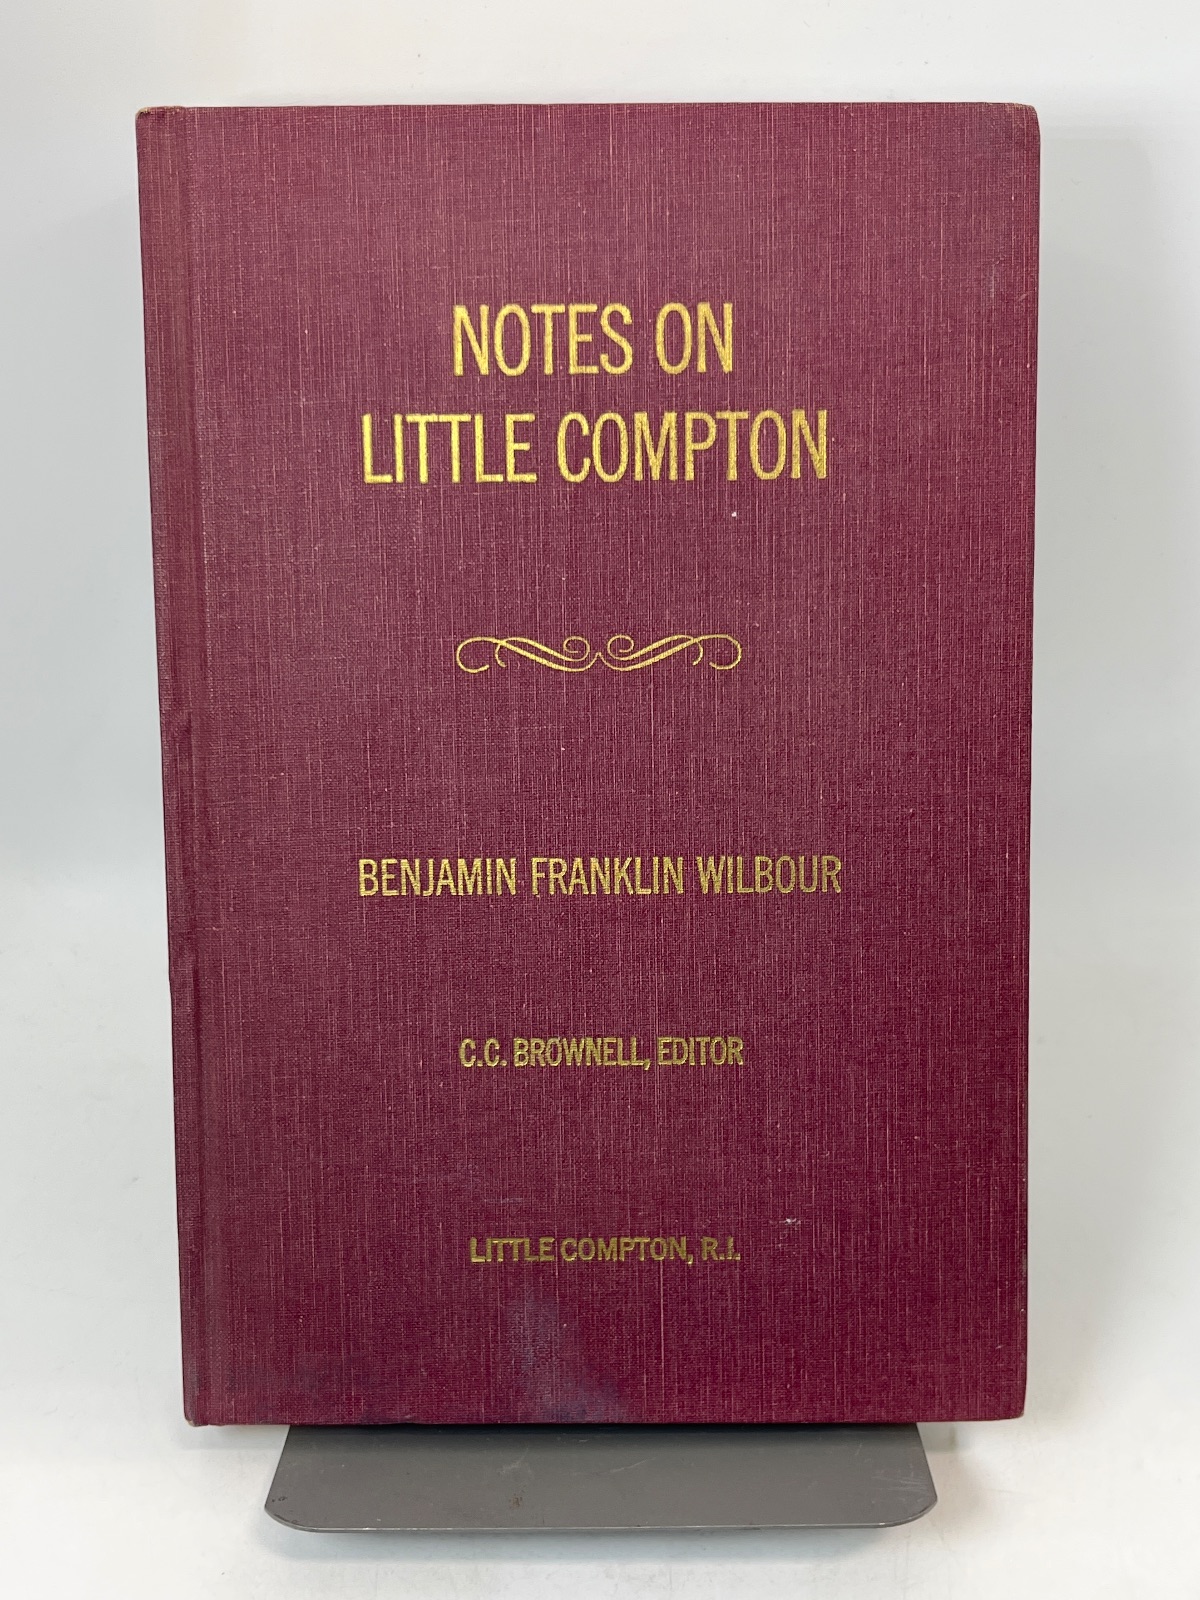 NOTES ON
LITTLE COMPTON
BENJAMIN FRANKLIN WILBOUR
C.C. BROWNELL, EDITOR
LITTLE COMPTON, R.I.